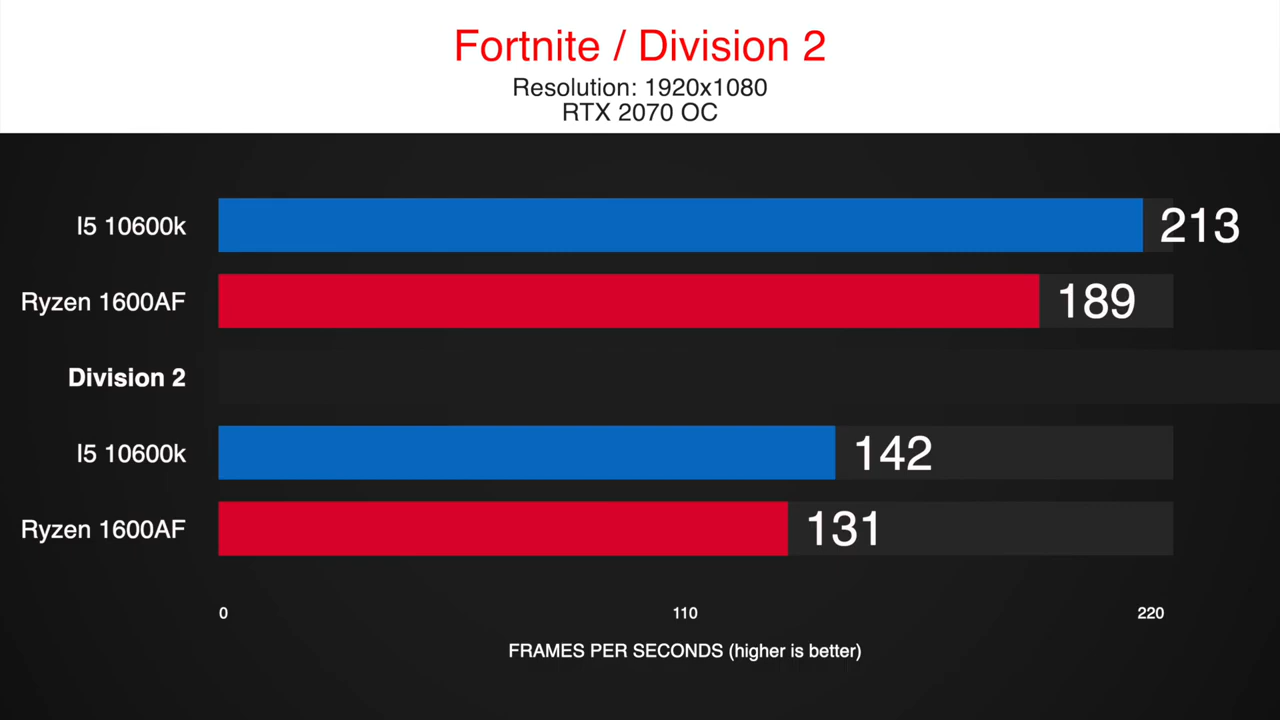 Fortnite / Division 2
Resolution: 1920x1080
RTX 2070 OC
I5 10600k 213
Ryzen 1600AF 189
Division 2
I5 10600k 142
Ryzen 1600AF 131
0 110 220
FRAMES PER SECONDS (higher is better)